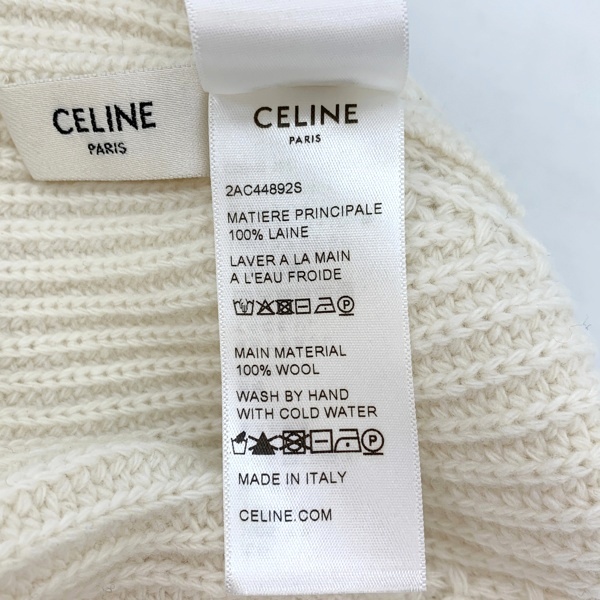 CELINE
PARIS
CELINE
PARIS
2AC44892S
MATIERE PRINCIPALE
100% LAINE
LAVER A LA MAIN
A L'EAU FROIDE
MAIN MATERIAL
100% WOOL
WASH BY HAND
WITH COLD WATER
MADE IN ITALY
CELINE.COM